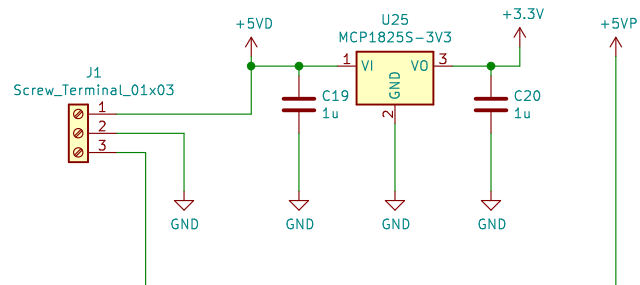 +5VD
U25
MCP1825S-3V3
+3.3V
+5VP
1
VI
GND
VO
3
2
J1
Screw_Terminal_01x03
1
2
3
C19
1u
C20
1u
GND
GND
GND
GND